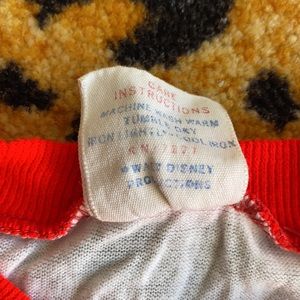 CARE
INSTRUCTIONS
MACHINE WASH WARM
TUMBLE DRY
IRON LIGHTLY-COOL IRON
©WALT DISNEY
PRODUCTIONS